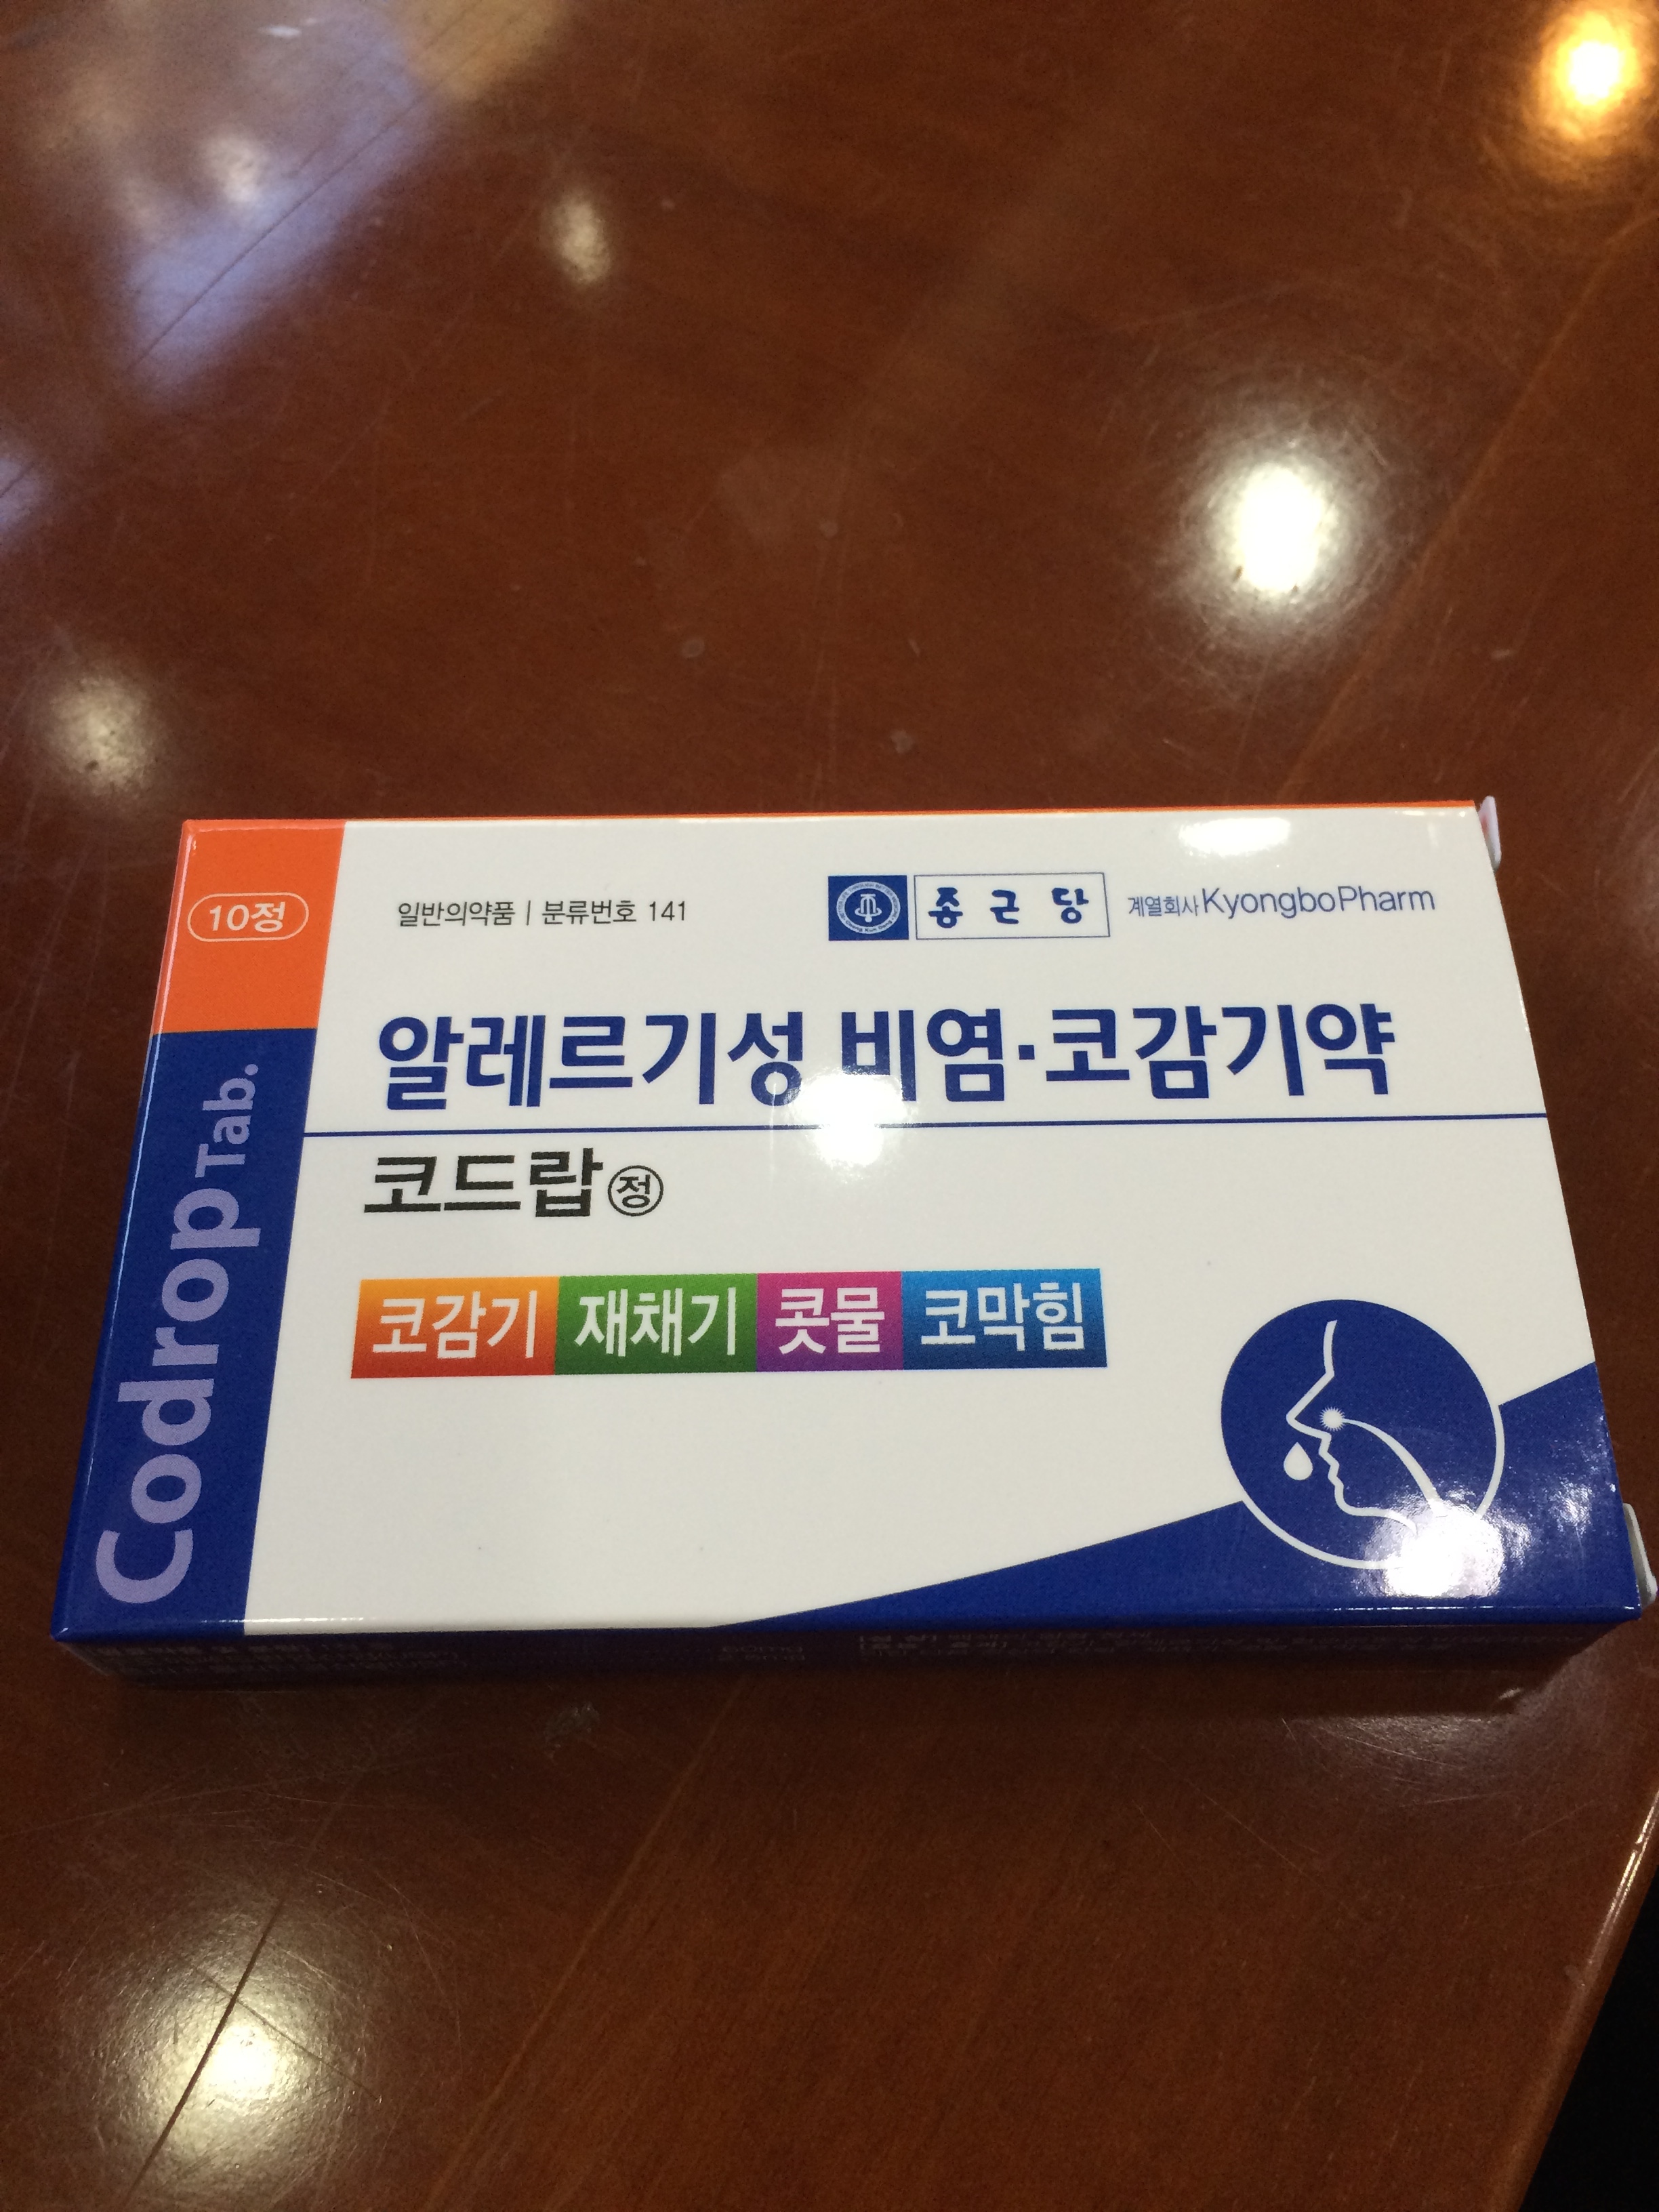 10정
일반의약품 | 분류번호 141
종근당 계열회사 KyongboPharm
알레르기성 비염·코감기약
코드랍 정
코감기 재채기 콧물 코막힘
Codrop Tab.